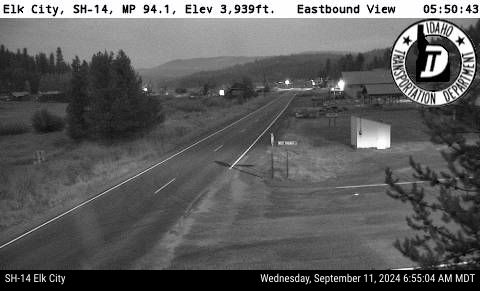 Elk City, SH-14, MP 94.1, Elev 3,939ft.   Eastbound View   05:50:43
IDAHO
TRANSPORTATION DEPARTMENT
SH-14 Elk City   Wednesday, September 11, 2024 6:55:04 AM MDT